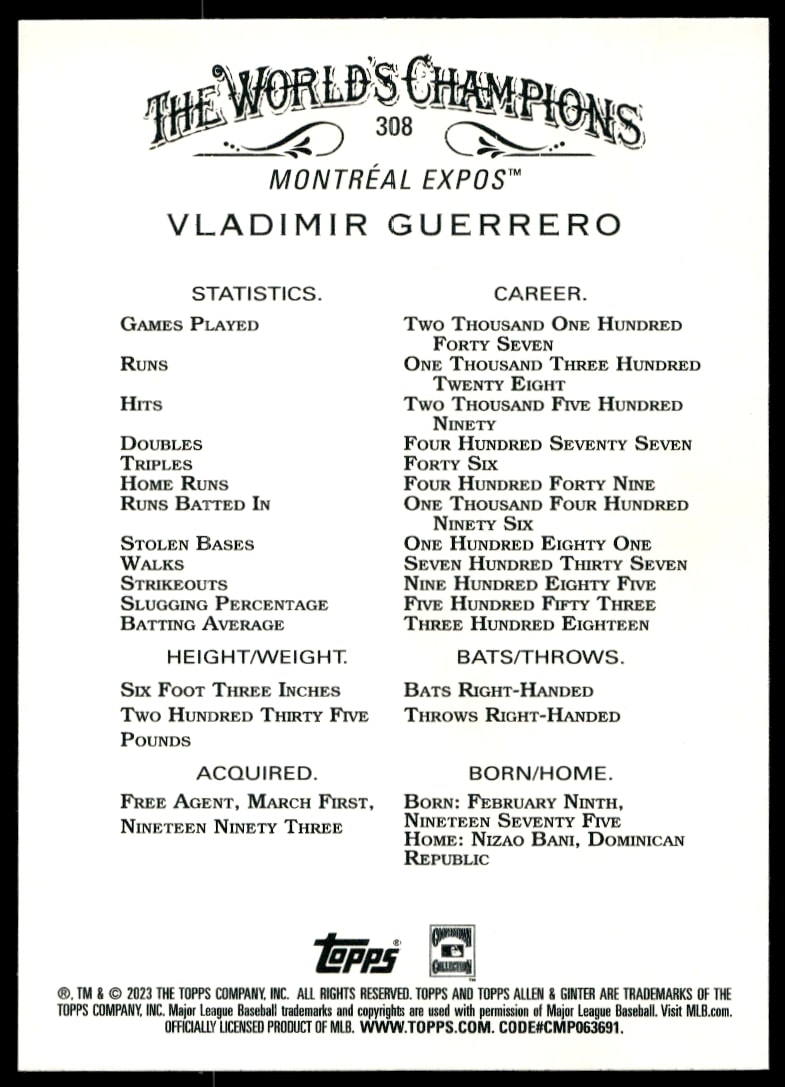 THE WORLD'S CHAMPIONS
308
MONTRÉAL EXPOS™
VLADIMIR GUERRERO
STATISTICS. CAREER.
GAMES PLAYED TWO THOUSAND ONE HUNDRED
FORTY SEVEN
RUNS ONE THOUSAND THREE HUNDRED
TWENTY EIGHT
HITS TWO THOUSAND FIVE HUNDRED
NINETY
DOUBLES FOUR HUNDRED SEVENTY SEVEN
TRIPLES FORTY SIX
HOME RUNS FOUR HUNDRED FORTY NINE
RUNS BATTED IN ONE THOUSAND FOUR HUNDRED
NINETY SIX
STOLEN BASES ONE HUNDRED EIGHTY ONE
WALKS SEVEN HUNDRED THIRTY SEVEN
STRIKEOUTS NINE HUNDRED EIGHTY FIVE
SLUGGING PERCENTAGE FIVE HUNDRED FIFTY THREE
BATTING AVERAGE THREE HUNDRED EIGHTEEN
HEIGHT/WEIGHT. BATS/THROWS.
SIX FOOT THREE INCHES BATS RIGHT-HANDED
TWO HUNDRED THIRTY FIVE THROWS RIGHT-HANDED
POUNDS
ACQUIRED. BORN/HOME.
FREE AGENT, MARCH FIRST,
NINETEEN NINETY THREE
BORN: FEBRUARY NINTH,
NINETEEN SEVENTY FIVE
HOME: NIZAO BANI, DOMINICAN
REPUBLIC
topps®
COOPERSTOWN
COLLECTION™
®, TM & © 2023 THE TOPPS COMPANY, INC. ALL RIGHTS RESERVED. TOPPS AND TOPPS ALLEN & GINTER ARE TRADEMARKS OF THE
TOPPS COMPANY, INC. Major League Baseball trademarks and copyrights are used with permission of Major League Baseball. Visit MLB.com.
OFFICIALLY LICENSED PRODUCT OF MLB. WWW.TOPPS.COM. CODE#CMP063691.